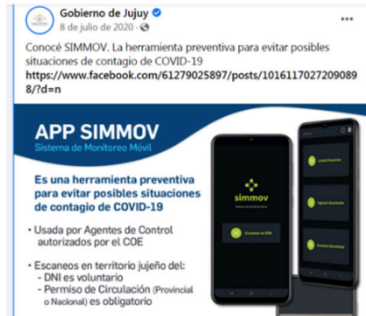 Gobierno de Jujuy
8 de julio de 2020 ·
Conocé SIMMOV. La herramienta preventiva para evitar posibles
situaciones de contagio de COVID-19
https://www.facebook.com/61279025897/posts/1016117027209089
8/?d=n
APP SIMMOV
Sistema de Monitoreo Móvil
Es una herramienta preventiva
para evitar posibles situaciones
de contagio de COVID-19
• Usada por Agentes de Control
autorizados por el COE
• Escaneos en territorio jujeño del:
- DNI es voluntario
- Permiso de Circulación (Provincial
o Nacional) es obligatorio
simmov